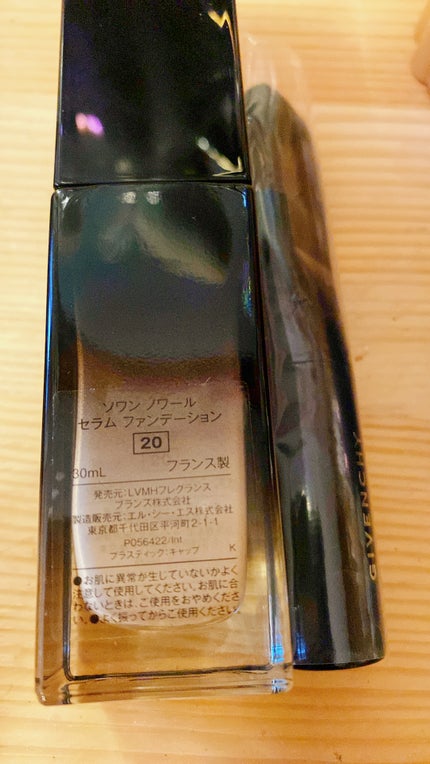 ソワン ノワール
セラム ファンデーション
20
30mL フランス製
発売元:LVMHフレグランス
ブランズ株式会社
製造販売元:エル・シー・エス株式会社
東京都千代田区平河町2-1-1
P056422/Int
プラスティック:キャップ K
●お肌に異常が生していないかよく
注意して使用してください。お肌に合
わないときは、ご使用をおやめくださ
い。●よく振ってからご使用ください。
GIVENCHY